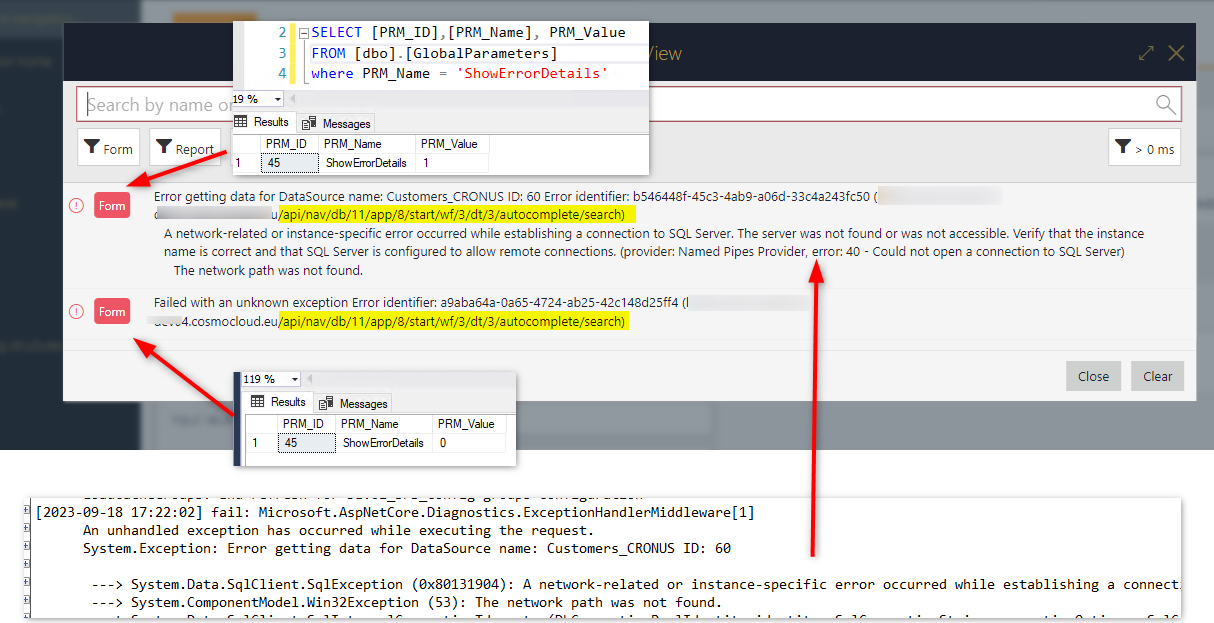 2 SELECT [PRM_ID],[PRM_Name], PRM_Value
3 FROM [dbo].[GlobalParameters]
4 where PRM_Name = 'ShowErrorDetails'
View
19 %
Search by name or
Results Messages
PRM_ID PRM_Name PRM_Value
1 45 ShowErrorDetails 1
Form
Report
> 0 ms
Form
Error getting data for DataSource name: Customers_CRONUS ID: 60 Error identifier: b546448f-45c3-4ab9-a06d-33c4a243fc50 (
u/api/nav/db/11/app/8/start/wf/3/dt/3/autocomplete/search)
A network-related or instance-specific error occurred while establishing a connection to SQL Server. The server was not found or was not accessible. Verify that the instance
name is correct and that SQL Server is configured to allow remote connections. (provider: Named Pipes Provider, error: 40 - Could not open a connection to SQL Server)
The network path was not found.
Form
Failed with an unknown exception Error identifier: a9aba64a-0a65-4724-ab25-42c148d25ff4 (
04.cosmocloud.eu/api/nav/db/11/app/8/start/wf/3/dt/3/autocomplete/search)
Close
Clear
119 %
Results Messages
PRM_ID PRM_Name PRM_Value
1 45 ShowErrorDetails 0
[2023-09-18 17:22:02] fail: Microsoft.AspNetCore.Diagnostics.ExceptionHandlerMiddleware[1]
An unhandled exception has occurred while executing the request.
System.Exception: Error getting data for DataSource name: Customers_CRONUS ID: 60
---> System.Data.SqlClient.SqlException (0x80131904): A network-related or instance-specific error occurred while establishing a connecti
---> System.ComponentModel.Win32Exception (53): The network path was not found.